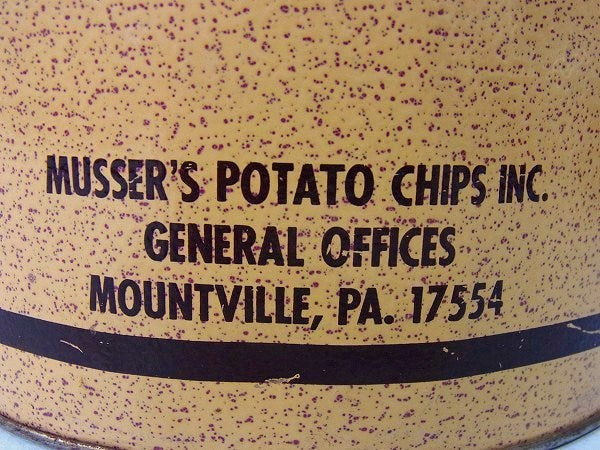 MUSSER'S POTATO CHIPS INC.
GENERAL OFFICES
MOUNTVILLE, PA. 17554